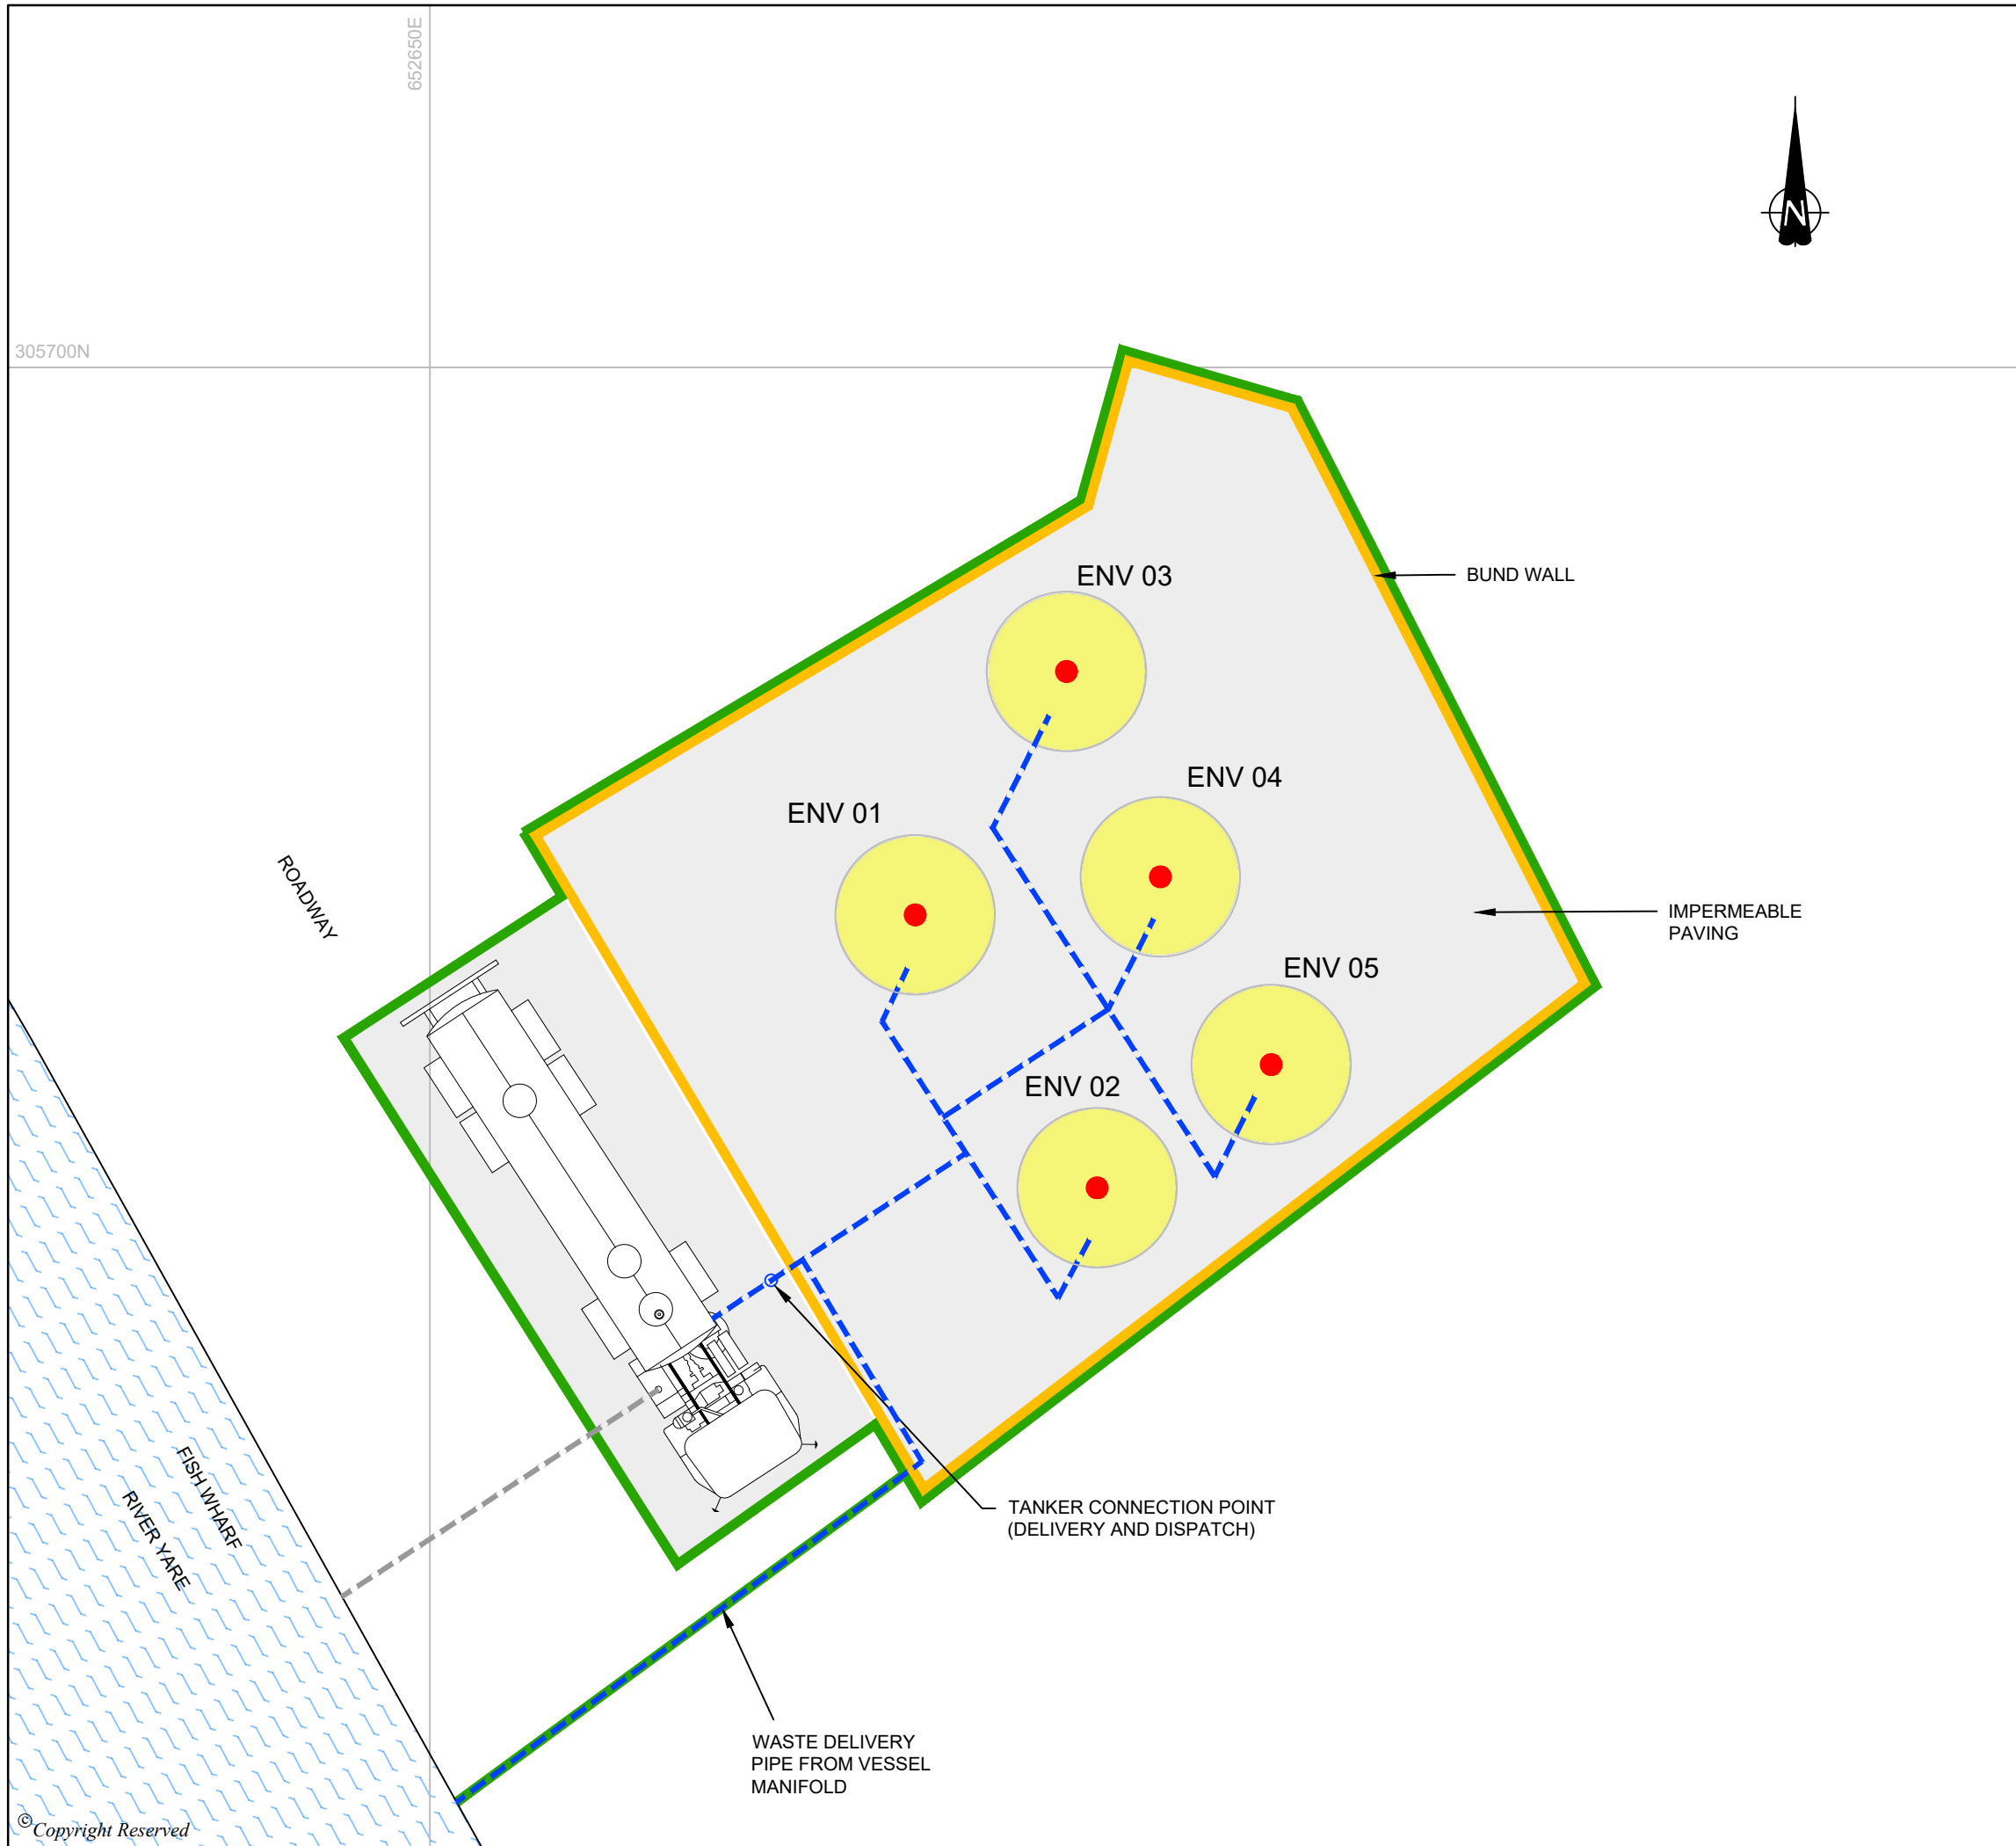 652650E
N
305700N
ENV 03
BUND WALL
ENV 04
ENV 01
ROADWAY
IMPERMEABLE
PAVING
ENV 05
ENV 02
FISH WHARF
RIVER YARE
TANKER CONNECTION POINT
(DELIVERY AND DISPATCH)
WASTE DELIVERY
PIPE FROM VESSEL
MANIFOLD
©Copyright Reserved